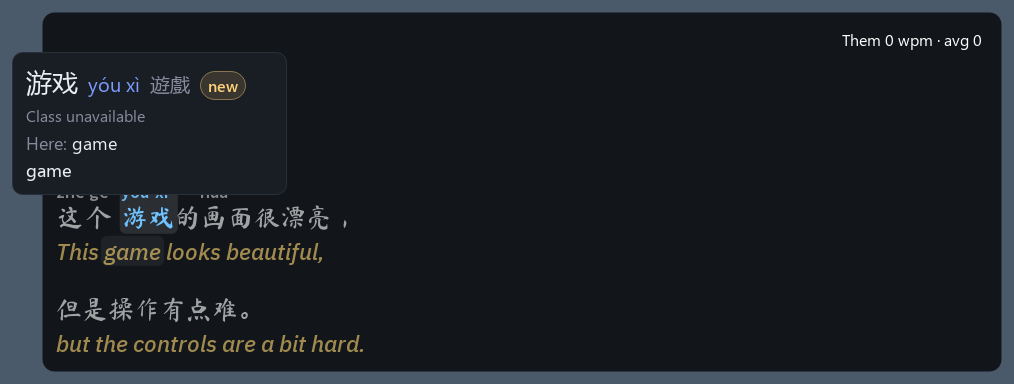 Them 0 wpm · avg 0
游戏 yóu xì 遊戲 new
Class unavailable
Here: game
game
这个 游戏的画面很漂亮，
This game looks beautiful,
但是操作有点难。
but the controls are a bit hard.